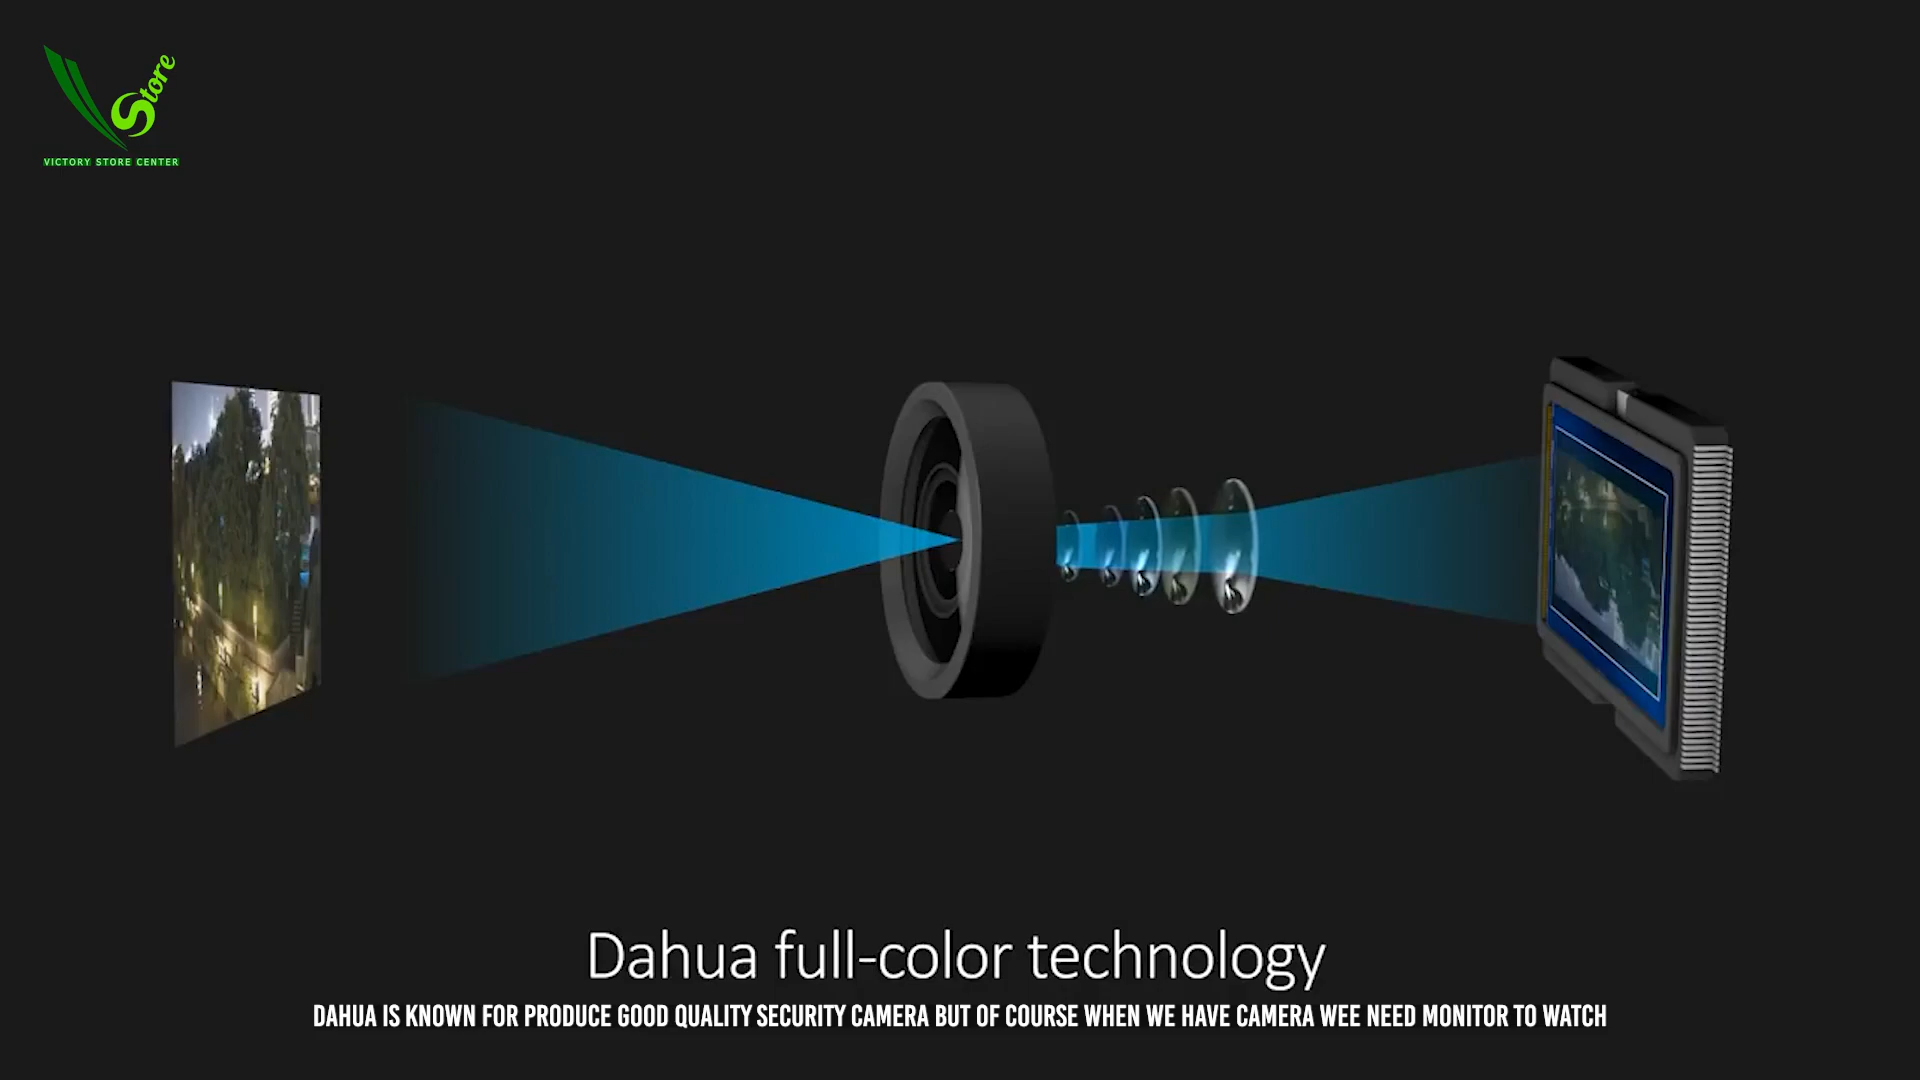 Store
VICTORY STORE CENTER
Dahua full-color technology
DAHUA IS KNOWN FOR PRODUCE GOOD QUALITY SECURITY CAMERA BUT OF COURSE WHEN WE HAVE CAMERA WEE NEED MONITOR TO WATCH